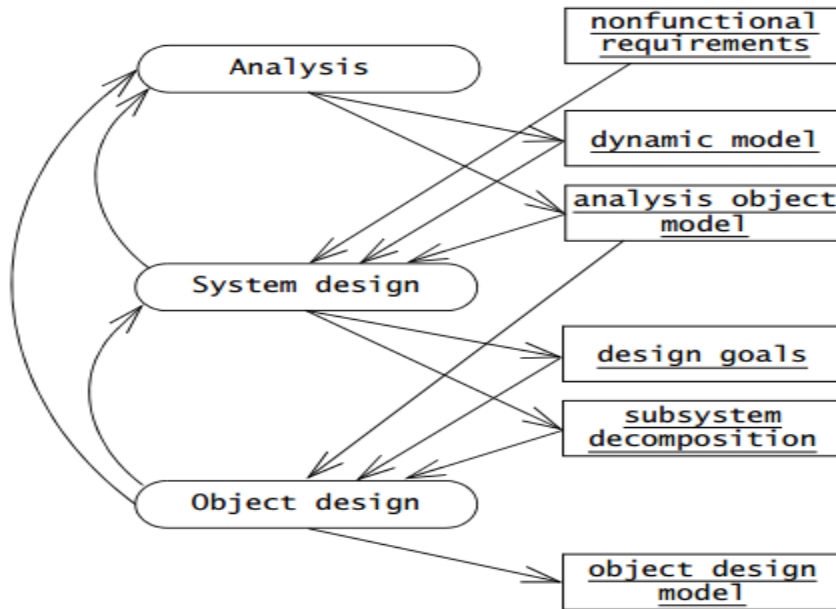 nonfunctional
requirements
Analysis
dynamic model
analysis object
model
System design
design goals
subsystem
decomposition
Object design
object design
model